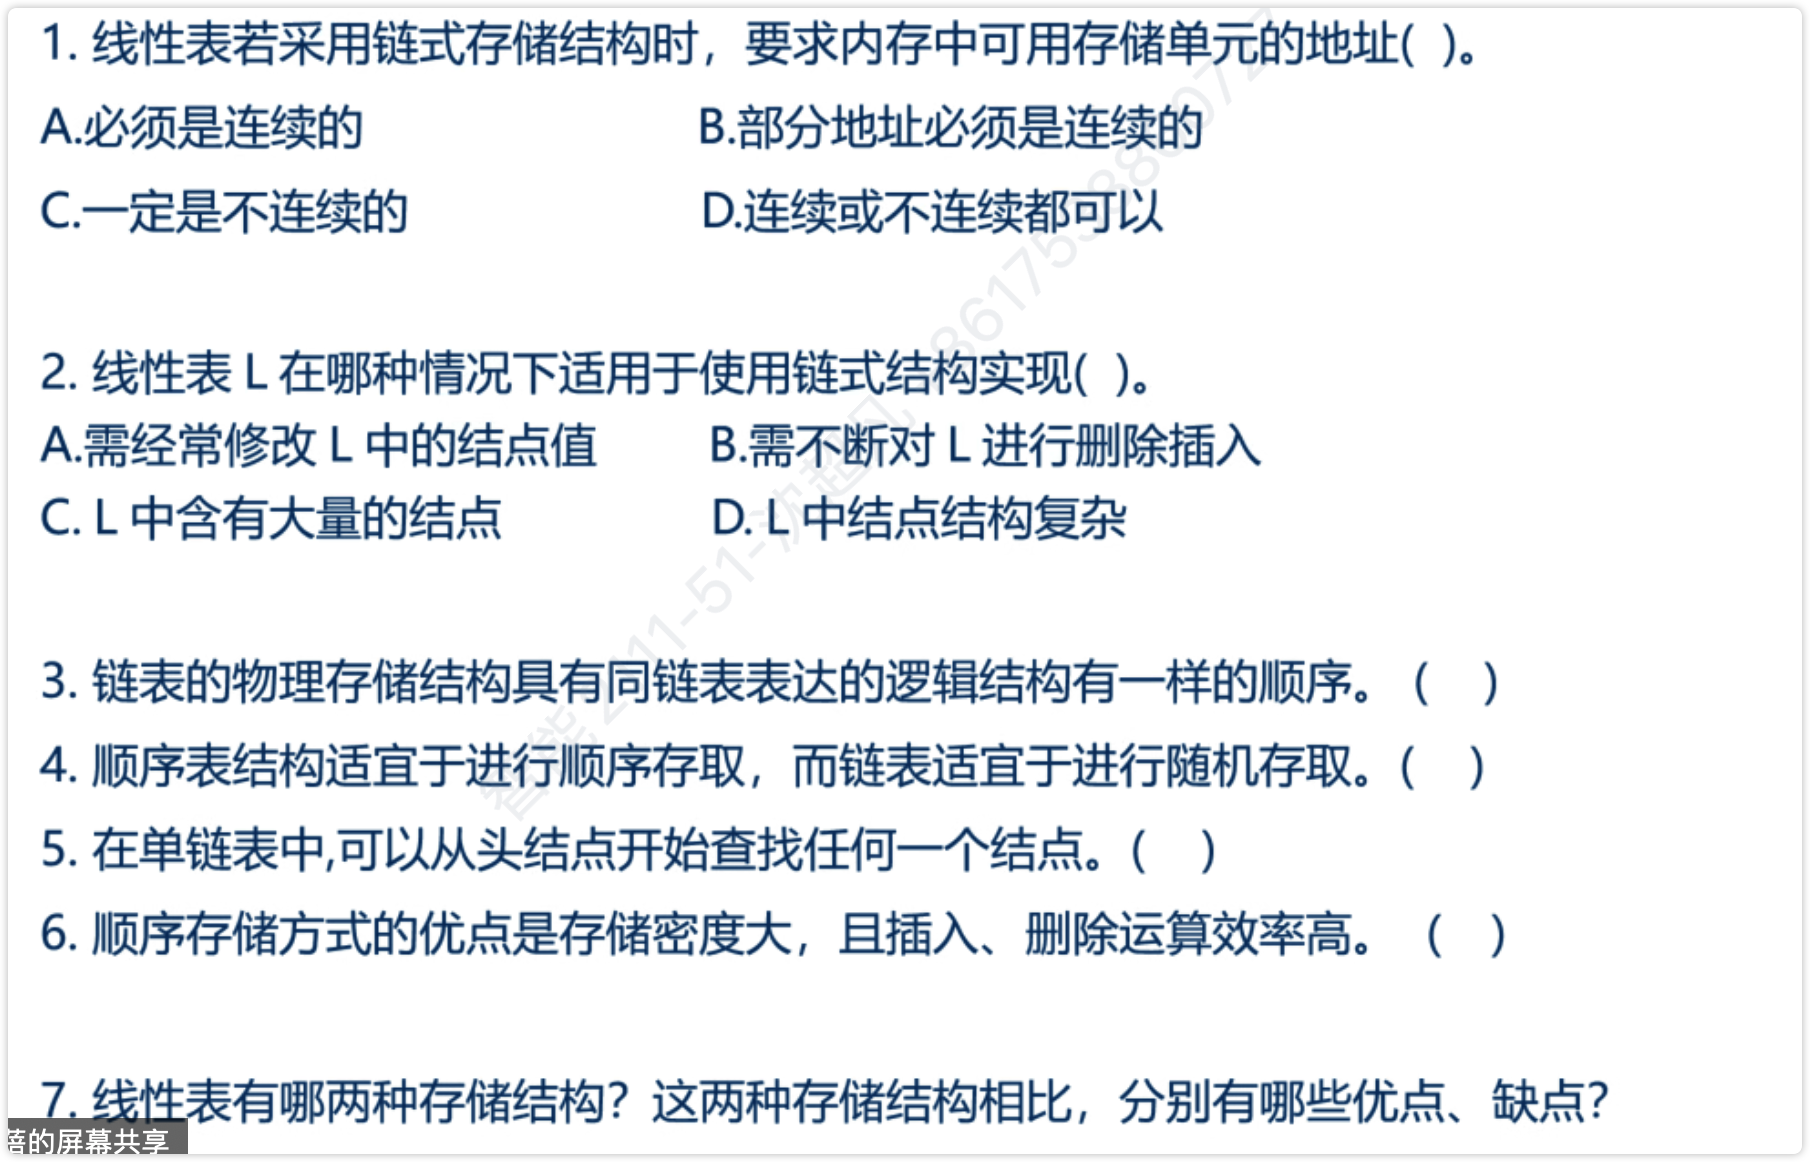 1. 线性表若采用链式存储结构时，要求内存中可用存储单元的地址( )。
A.必须是连续的 B.部分地址必须是连续的
C.一定是不连续的 D.连续或不连续都可以
2. 线性表 L 在哪种情况下适用于使用链式结构实现( )。
A.需经常修改 L 中的结点值 B.需不断对 L 进行删除插入
C. L 中含有大量的结点 D. L 中结点结构复杂
3. 链表的物理存储结构具有同链表表达的逻辑结构有一样的顺序。 ( )
4. 顺序表结构适宜于进行顺序存取，而链表适宜于进行随机存取。( )
5. 在单链表中,可以从头结点开始查找任何一个结点。( )
6. 顺序存储方式的优点是存储密度大，且插入、删除运算效率高。 ( )
7. 线性表有哪两种存储结构？这两种存储结构相比，分别有哪些优点、缺点？
的屏幕共享